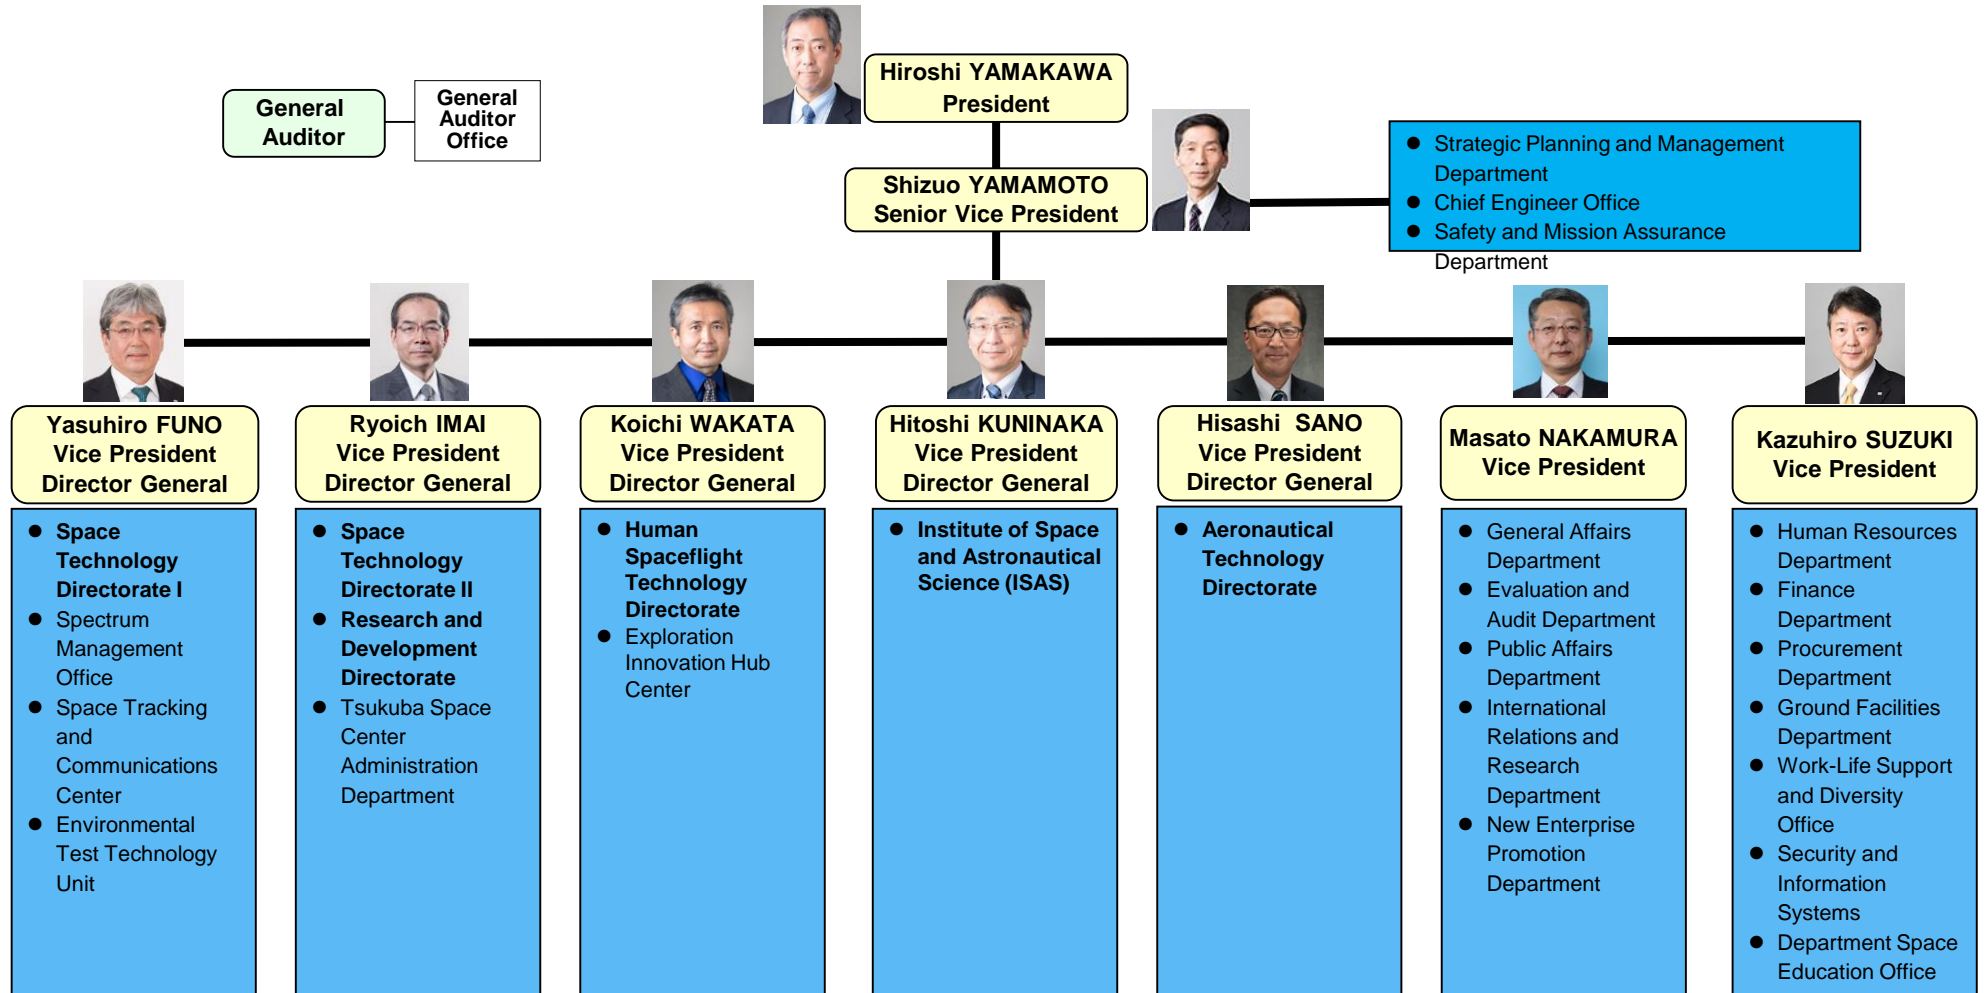 Hiroshi YAMAKAWA
President
General
Auditor
General
Auditor
Office
Shizuo YAMAMOTO
Senior Vice President
● Strategic Planning and Management
Department
● Chief Engineer Office
● Safety and Mission Assurance
Department
Yasuhiro FUNO
Vice President
Director General
● Space
Technology
Directorate I
● Spectrum
Management
Office
● Space Tracking
and
Communications
Center
● Environmental
Test Technology
Unit
Ryoich IMAI
Vice President
Director General
● Space
Technology
Directorate II
● Research and
Development
Directorate
● Tsukuba Space
Center
Administration
Department
Koichi WAKATA
Vice President
Director General
● Human
Spaceflight
Technology
Directorate
● Exploration
Innovation Hub
Center
Hitoshi KUNINAKA
Vice President
Director General
● Institute of Space
and Astronautical
Science (ISAS)
Hisashi SANO
Vice President
Director General
● Aeronautical
Technology
Directorate
Masato NAKAMURA
Vice President
● General Affairs
Department
● Evaluation and
Audit Department
● Public Affairs
Department
● International
Relations and
Research
Department
● New Enterprise
Promotion
Department
Kazuhiro SUZUKI
Vice President
● Human Resources
Department
● Finance
Department
● Procurement
Department
● Ground Facilities
Department
● Work-Life Support
and Diversity
Office
● Security and
Information
Systems
● Department Space
Education Office